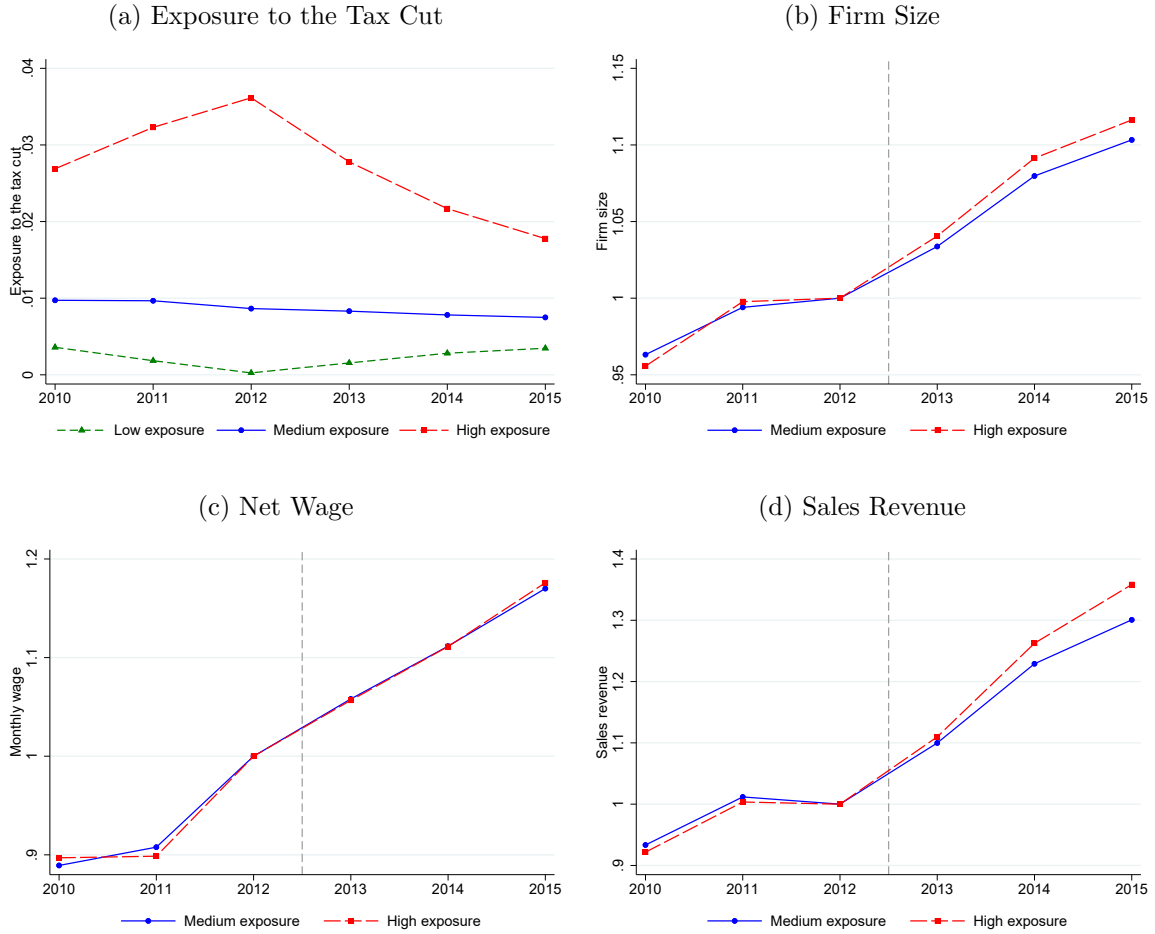 (a) Exposure to the Tax Cut
Exposure to the tax cut
.04
.03
.02
.01
0
2010 2011 2012 2013 2014 2015
Low exposure Medium exposure High exposure
(b) Firm Size
Firm size
1.15
1.1
1.05
1
.95
2010 2011 2012 2013 2014 2015
Medium exposure High exposure
(c) Net Wage
Monthly wage
1.2
1.1
1
.9
2010 2011 2012 2013 2014 2015
Medium exposure High exposure
(d) Sales Revenue
Sales revenue
1.4
1.3
1.2
1.1
1
.9
2010 2011 2012 2013 2014 2015
Medium exposure High exposure